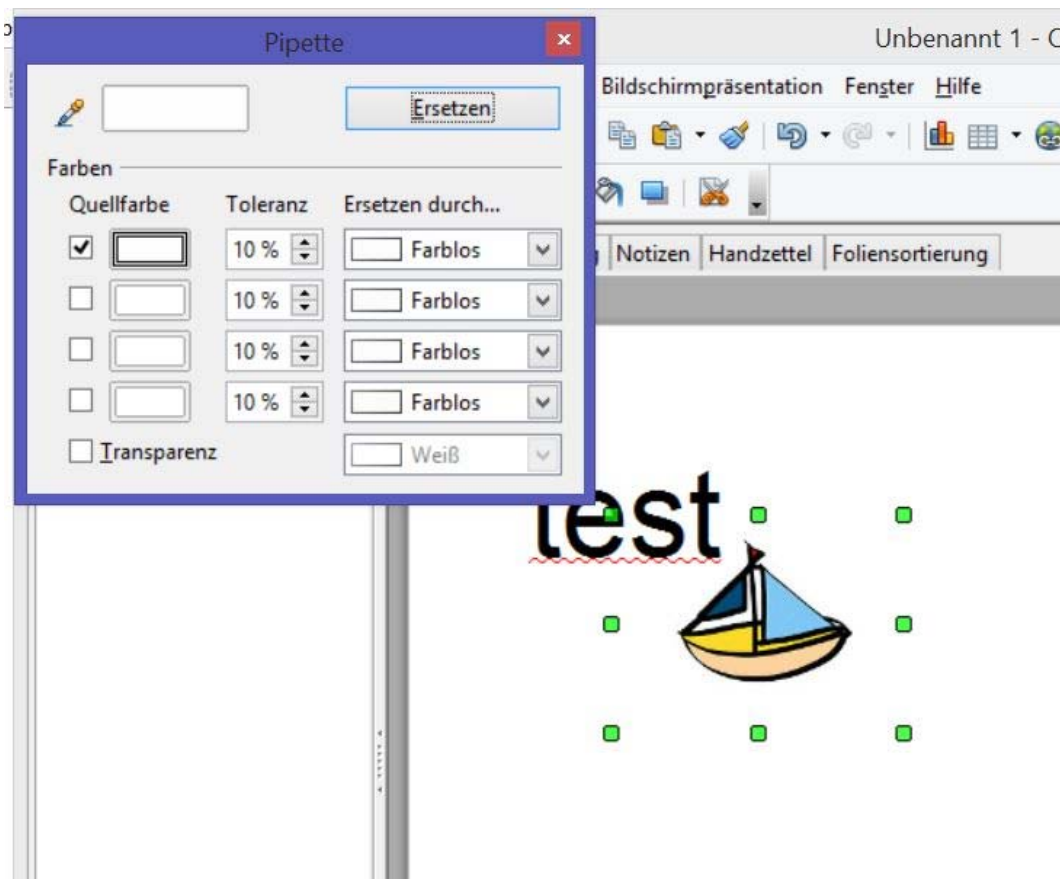 Pipette
Unbenannt 1 -
Bildschirmpräsentation Fenster Hilfe
Ersetzen
Farben
Quellfarbe Toleranz Ersetzen durch...
10 % Farblos
10 % Farblos
10 % Farblos
10 % Farblos
Transparenz Weiß
Notizen Handzettel Foliensortierung
test